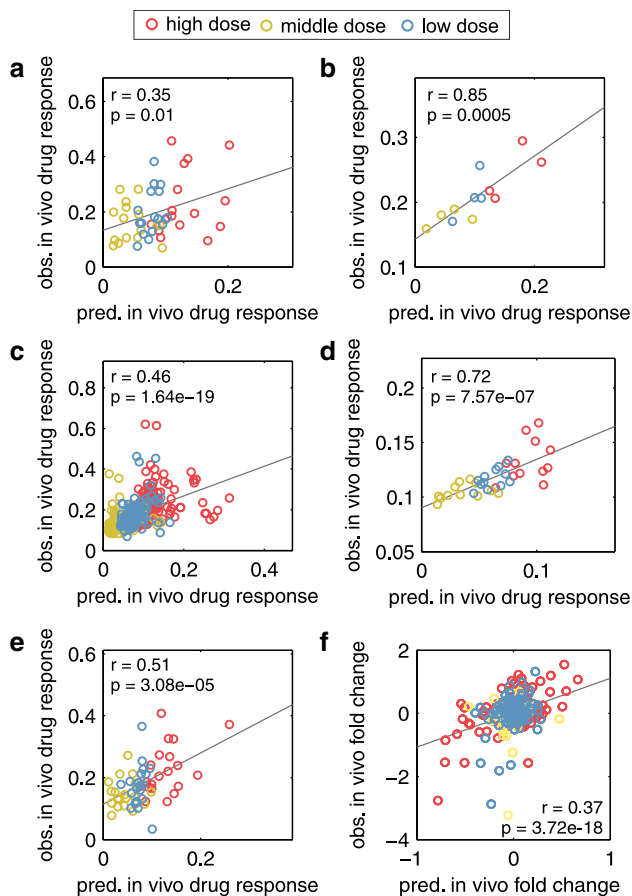 high dose middle dose low dose
a
r = 0.35
p = 0.01
0.6
0.4
0.2
0
0
0.2
obs. in vivo drug response
pred. in vivo drug response
b
r = 0.85
p = 0.0005
0.3
0.2
0.1
0
0.2
obs. in vivo drug response
pred. in vivo drug response
c
r = 0.46
p = 1.64e-19
0.8
0.6
0.4
0.2
0
0
0.2
0.4
obs. in vivo drug response
pred. in vivo drug response
d
r = 0.72
p = 7.57e-07
0.2
0.15
0.1
0.05
0
0.1
obs. in vivo drug response
pred. in vivo drug response
e
r = 0.51
p = 3.08e-05
0.6
0.4
0.2
0
0
0.2
obs. in vivo drug response
pred. in vivo drug response
f
2
0
−2
−4
r = 0.37
p = 3.72e-18
−1
0
1
obs. in vivo fold change
pred. in vivo fold change